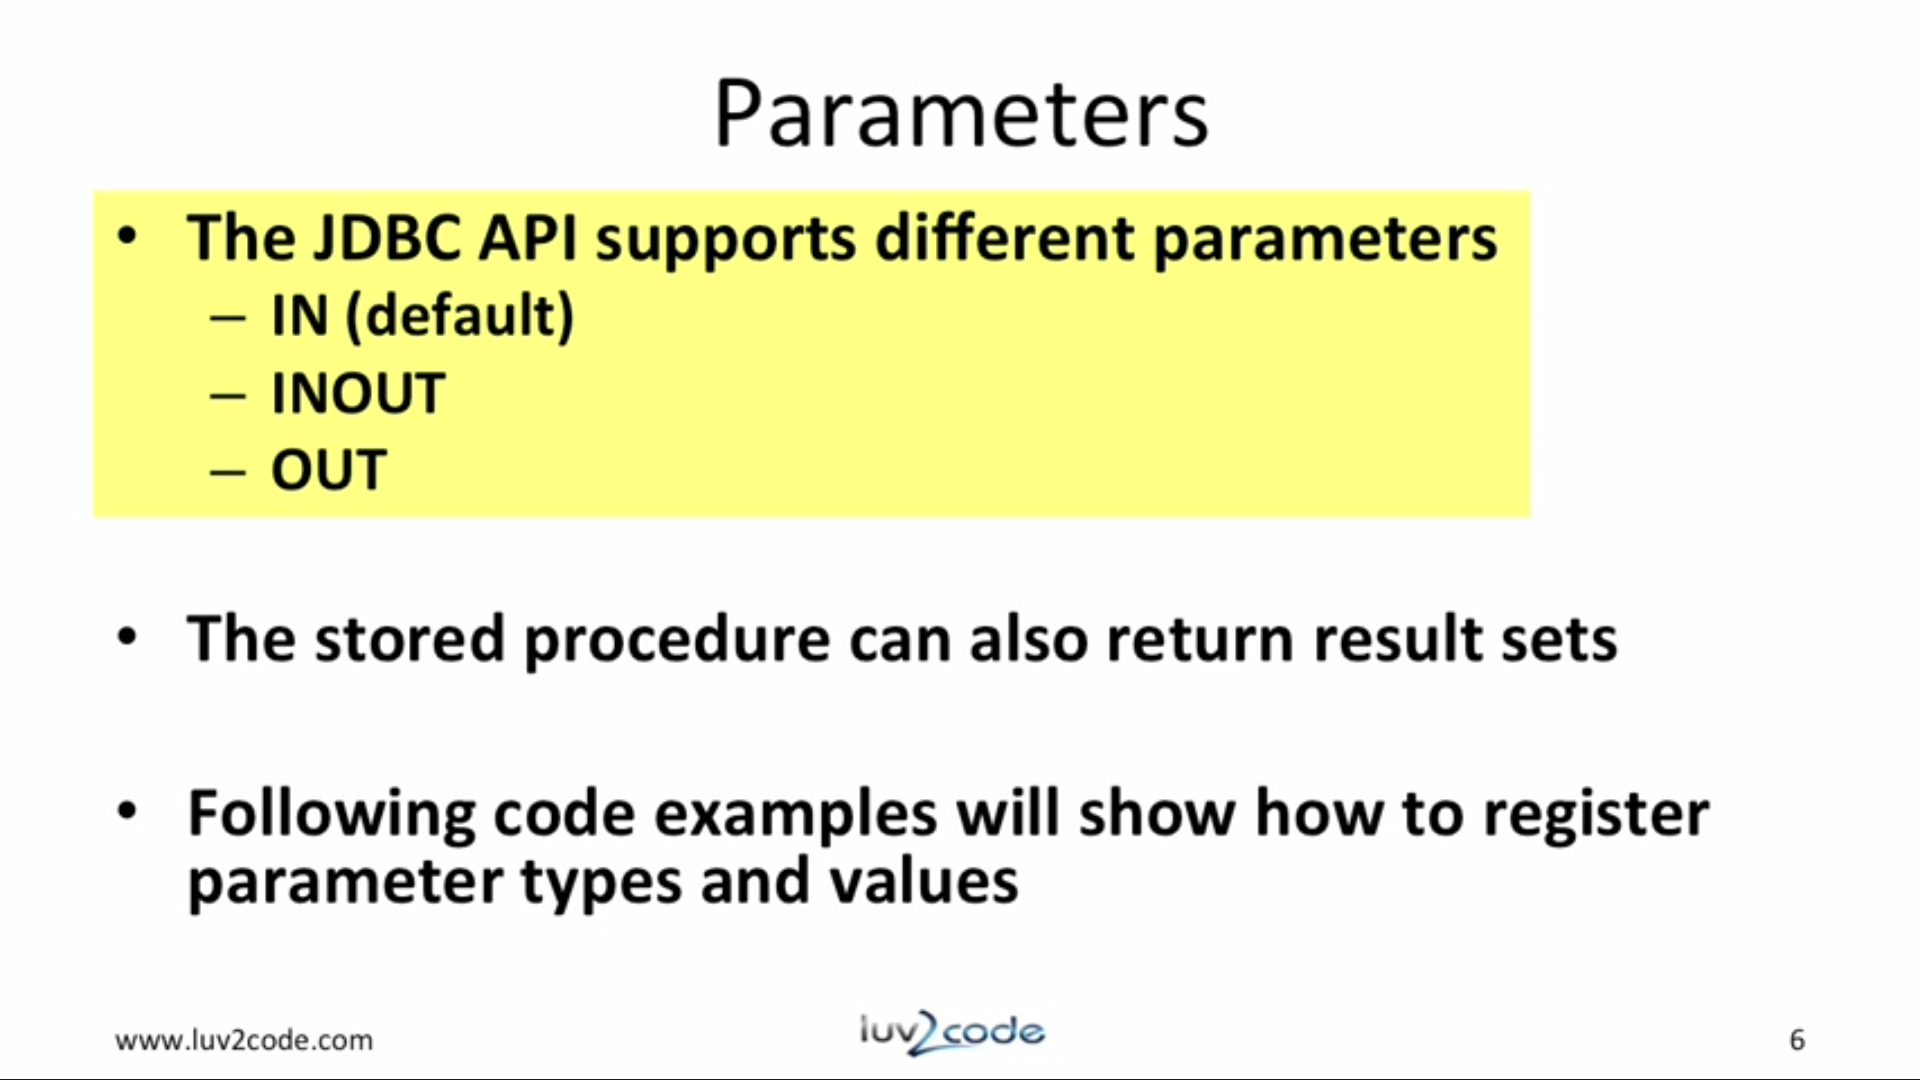 Parameters
• The JDBC API supports different parameters
– IN (default)
– INOUT
– OUT
• The stored procedure can also return result sets
• Following code examples will show how to register
parameter types and values
www.luv2code.com
luv2code
6